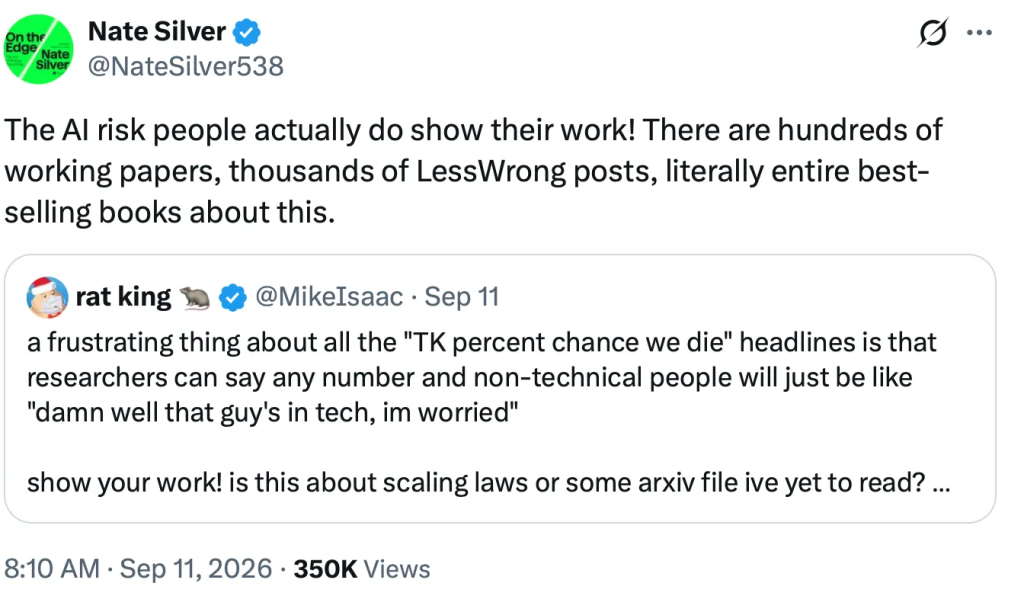 On the
Edge
Nate
Silver
Nate Silver
@NateSilver538
The AI risk people actually do show their work! There are hundreds of
working papers, thousands of LessWrong posts, literally entire best-
selling books about this.
rat king 🐀 @MikeIsaac · Sep 11
a frustrating thing about all the "TK percent chance we die" headlines is that
researchers can say any number and non-technical people will just be like
"damn well that guy's in tech, im worried"
show your work! is this about scaling laws or some arxiv file ive yet to read? ...
8:10 AM · Sep 11, 2026 · 350K Views